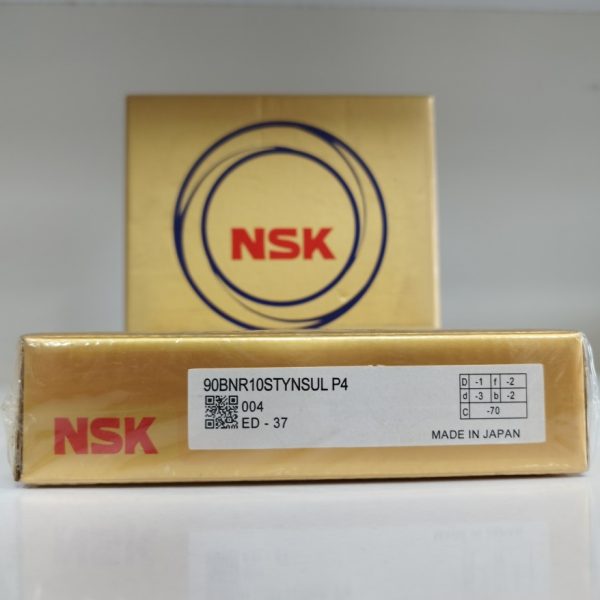 NSK
NSK
90BNR10STYNSUL P4
004
ED - 37
D -1 f -2
d -3 b -2
C -70
MADE IN JAPAN